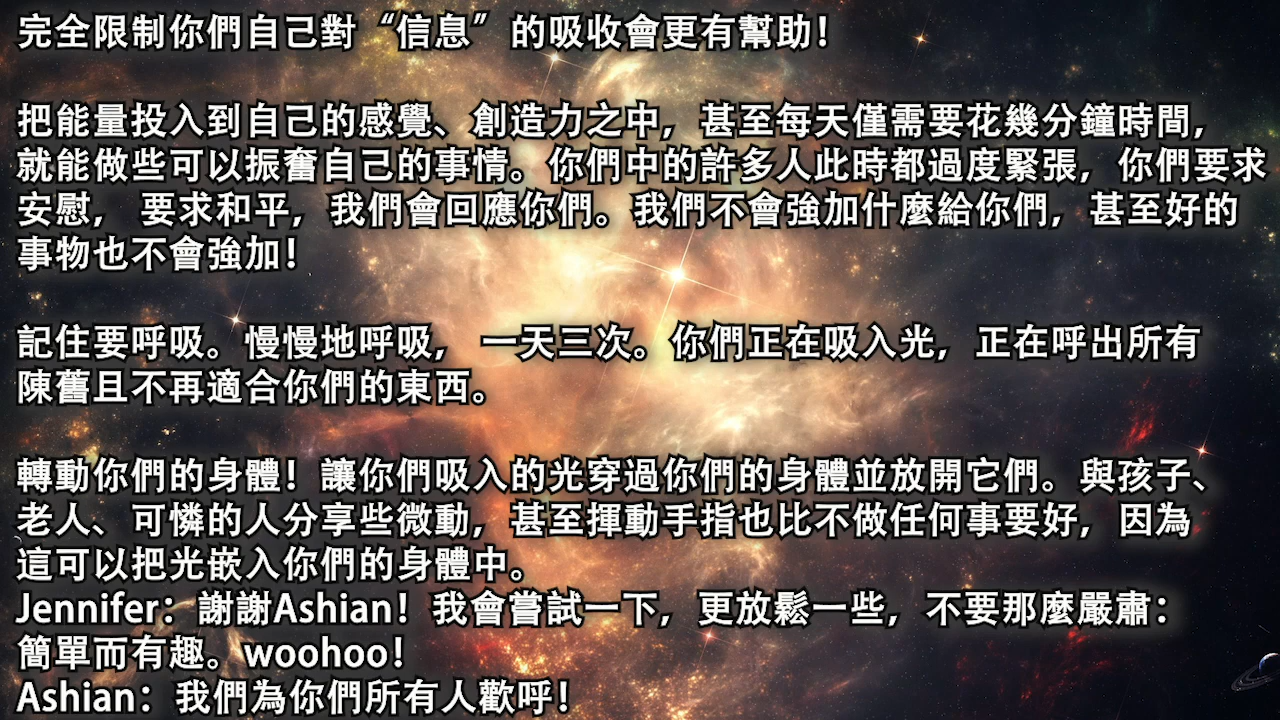 完全限制你們自己對“信息”的吸收會更有幫助！
把能量投入到自己的感覺、創造力之中，甚至每天僅需要花幾分鐘時間，
就能做些可以振奮自己的事情。你們中的許多人此時都過度緊張，你們要求
安慰， 要求和平，我們會回應你們。我們不會強加什麼給你們，甚至好的
事物也不會強加！
記住要呼吸。慢慢地呼吸， 一天三次。你們正在吸入光，正在呼出所有
陳舊且不再適合你們的東西。
轉動你們的身體！讓你們吸入的光穿過你們的身體並放開它們。與孩子、
老人、可憐的人分享些微動，甚至揮動手指也比不做任何事要好，因為
這可以把光嵌入你們的身體中。
Jennifer：謝謝Ashian！我會嘗試一下，更放鬆一些，不要那麼嚴肅：
簡單而有趣。woohoo！
Ashian：我們為你們所有人歡呼！